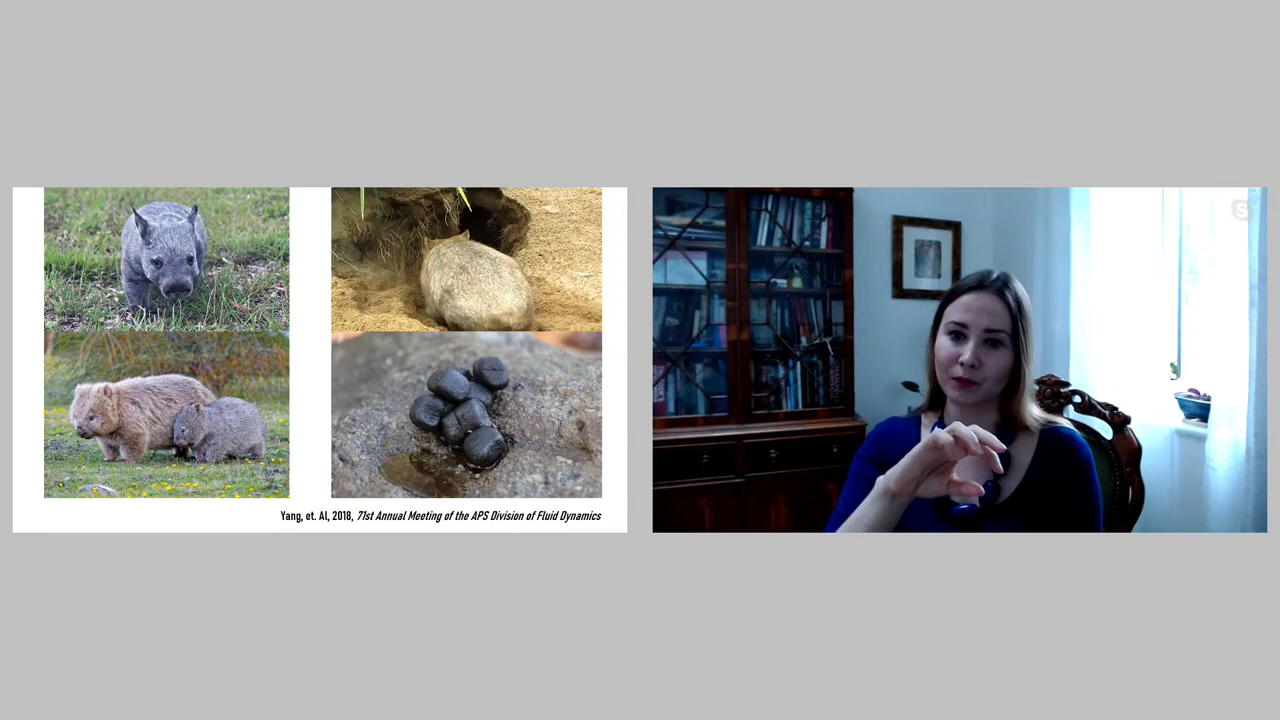 Yang, et. Al, 2018, 71st Annual Meeting of the APS Division of Fluid Dynamics